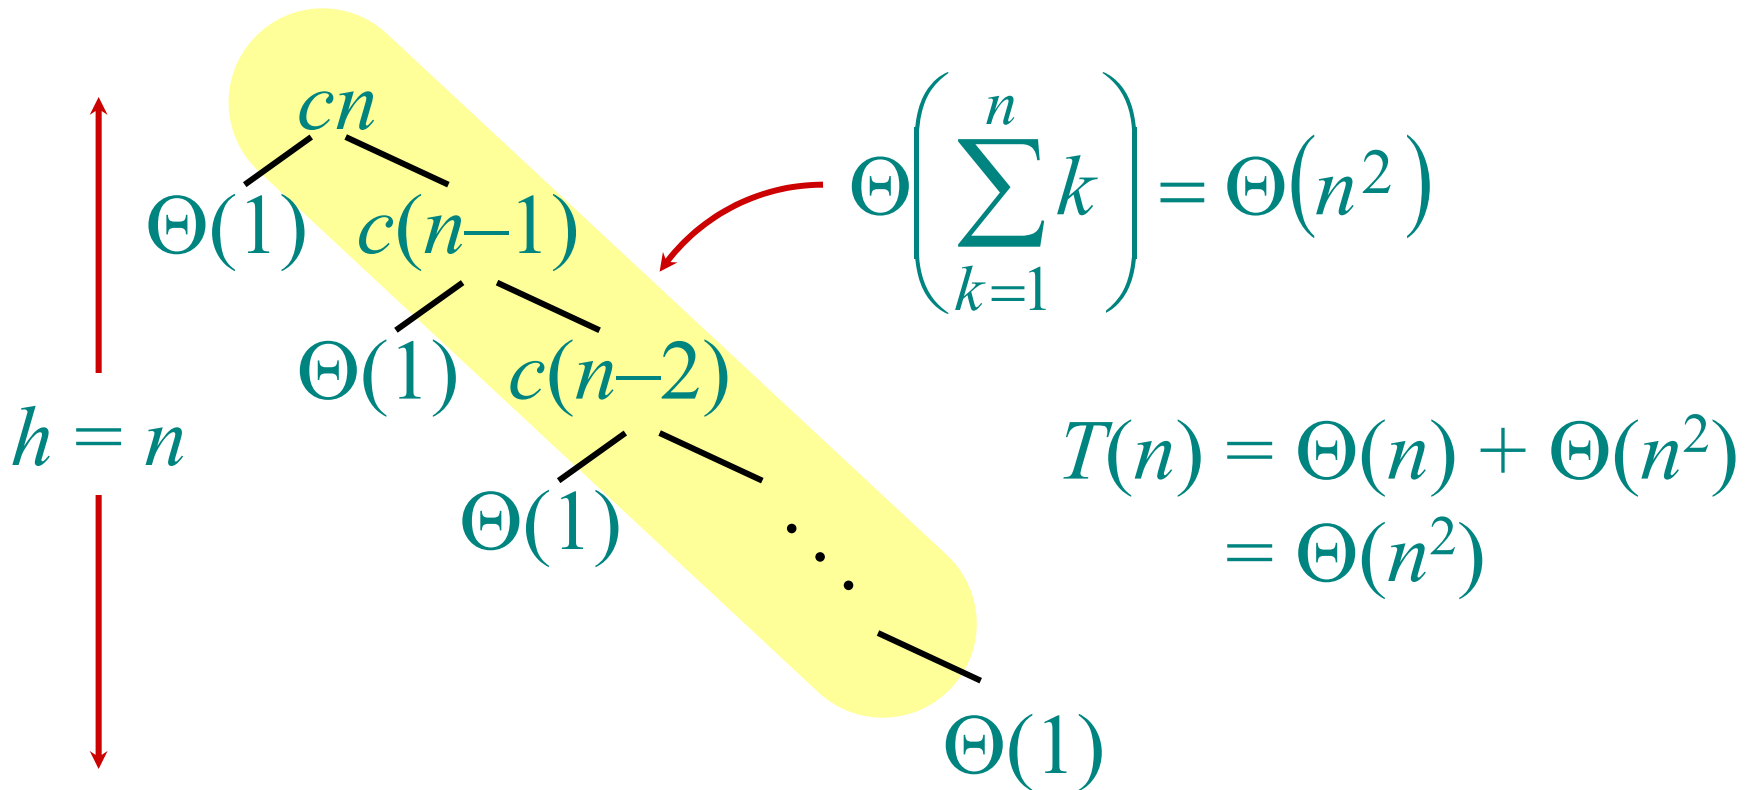 cn
Θ(1) c(n–1)
Θ(1) c(n–2)
Θ(1)
Θ(1)
h = n
Θ(∑_{k=1}^{n} k) = Θ(n²)
T(n) = Θ(n) + Θ(n²)
= Θ(n²)